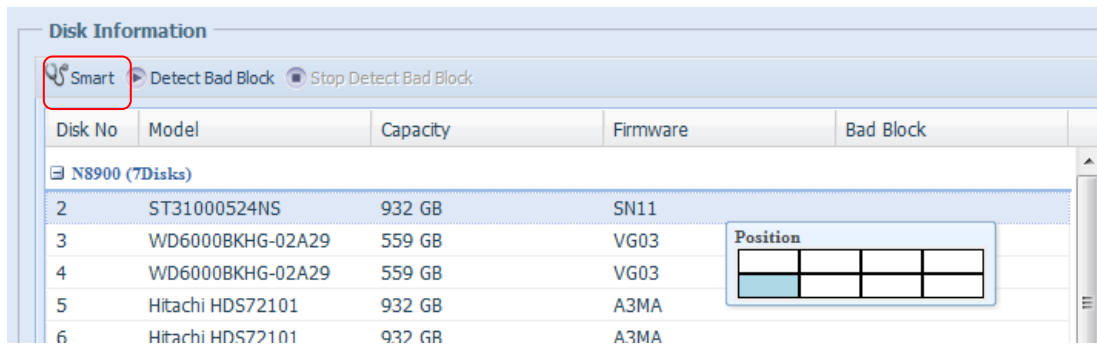 Disk Information
Smart Detect Bad Block Stop Detect Bad Block
Disk No Model Capacity Firmware Bad Block
N8900 (7Disks)
2 ST31000524NS 932 GB SN11
3 WD6000BKHG-02A29 559 GB VG03
Position
4 WD6000BKHG-02A29 559 GB VG03
5 Hitachi HDS72101 932 GB A3MA
6 Hitachi HDS72101 932 GB A3MA